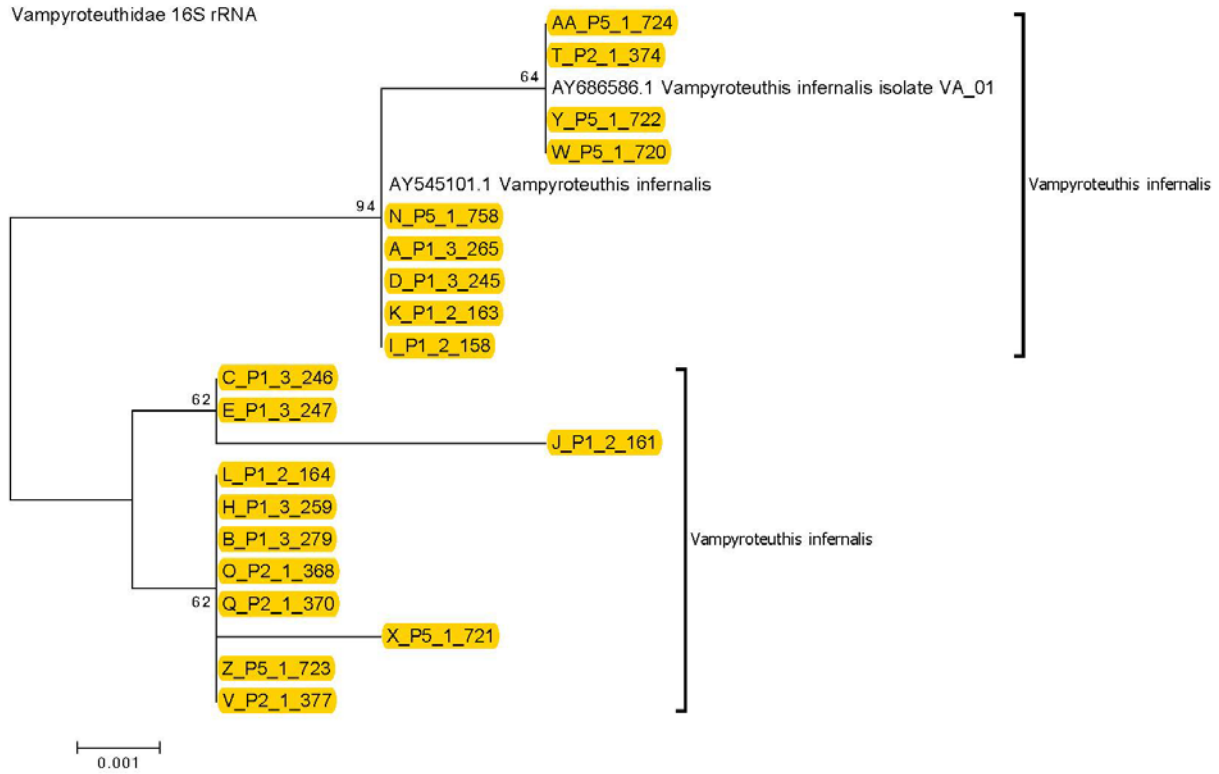 Vampyroteuthidae 16S rRNA
AA_P5_1_724
T_P2_1_374
64
AY686586.1 Vampyroteuthis infernalis isolate VA_01
Y_P5_1_722
W_P5_1_720
AY545101.1 Vampyroteuthis infernalis
Vampyroteuthis infernalis
94
N_P5_1_758
A_P1_3_265
D_P1_3_245
K_P1_2_163
I_P1_2_158
C_P1_3_246
62
E_P1_3_247
J_P1_2_161
L_P1_2_164
H_P1_3_259
B_P1_3_279
Vampyroteuthis infernalis
O_P2_1_368
62
Q_P2_1_370
X_P5_1_721
Z_P5_1_723
V_P2_1_377
0.001